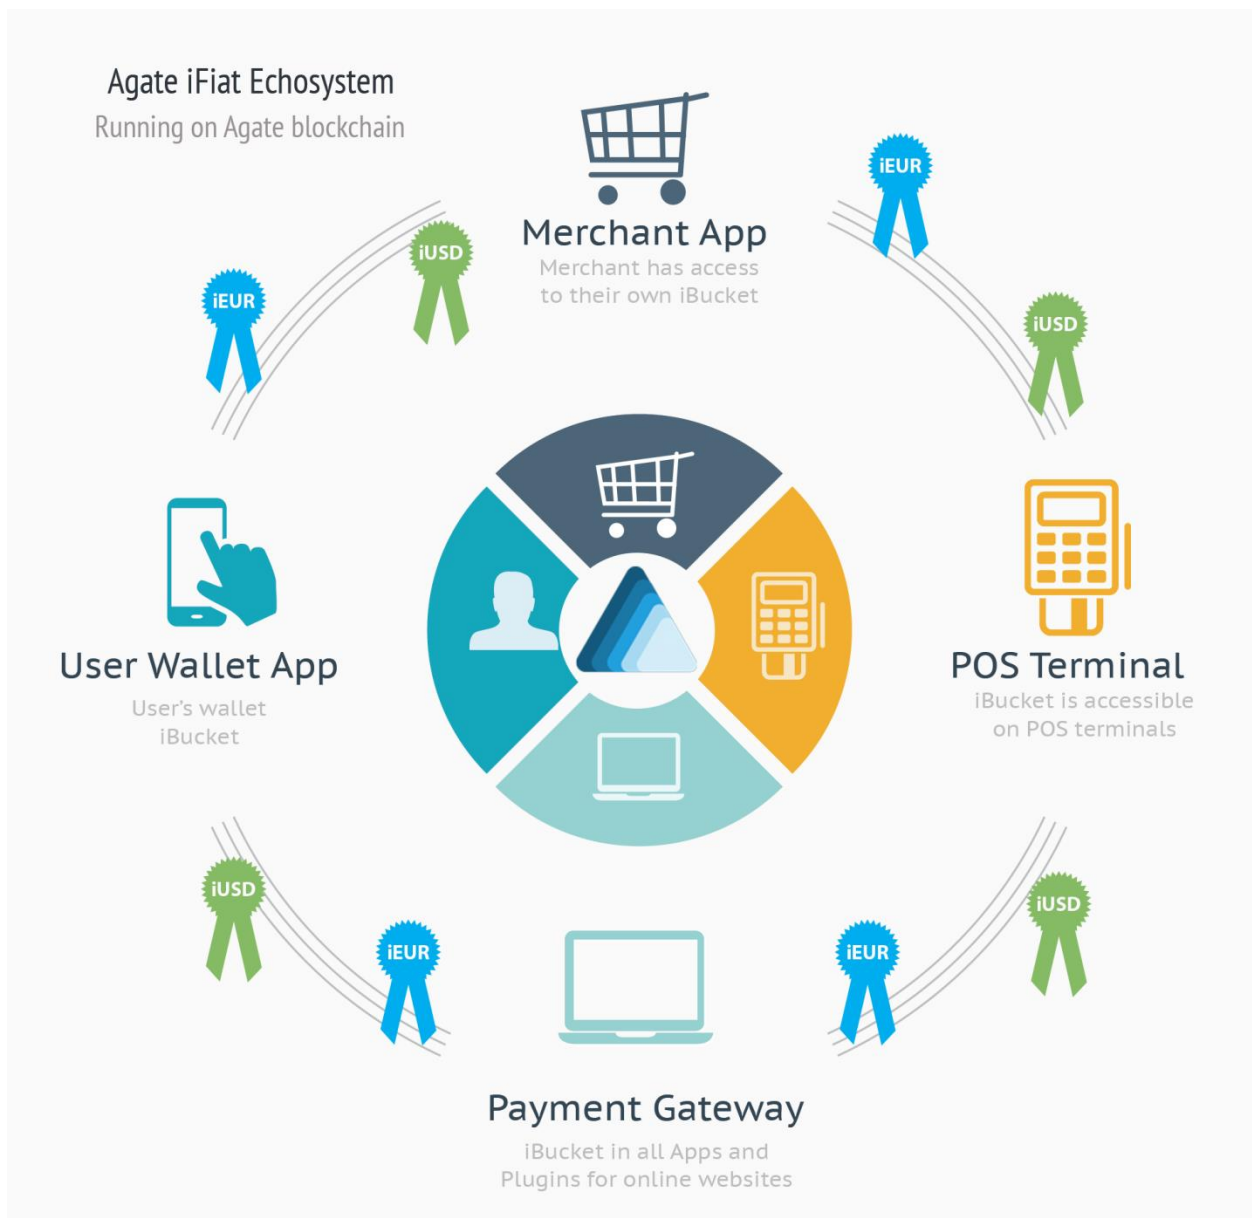 Agate iFiat Echosystem
Running on Agate blockchain
iEUR
iUSD
Merchant App
Merchant has access
to their own iBucket
iEUR
iUSD
User Wallet App
User's wallet
iBucket
POS Terminal
iBucket is accessible
on POS terminals
iUSD
iEUR
iEUR
iUSD
Payment Gateway
iBucket in all Apps and
Plugins for online websites